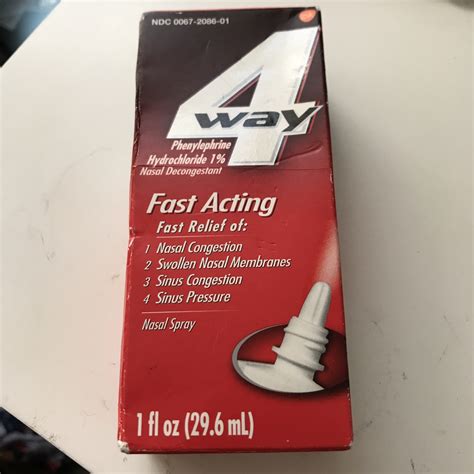 NDC 0067-2086-01
4
way
Phenylephrine
Hydrochloride 1%
Nasal Decongestant
Fast Acting
Fast Relief of:
1 Nasal Congestion
2 Swollen Nasal Membranes
3 Sinus Congestion
4 Sinus Pressure
Nasal Spray
1 fl oz (29.6 mL)